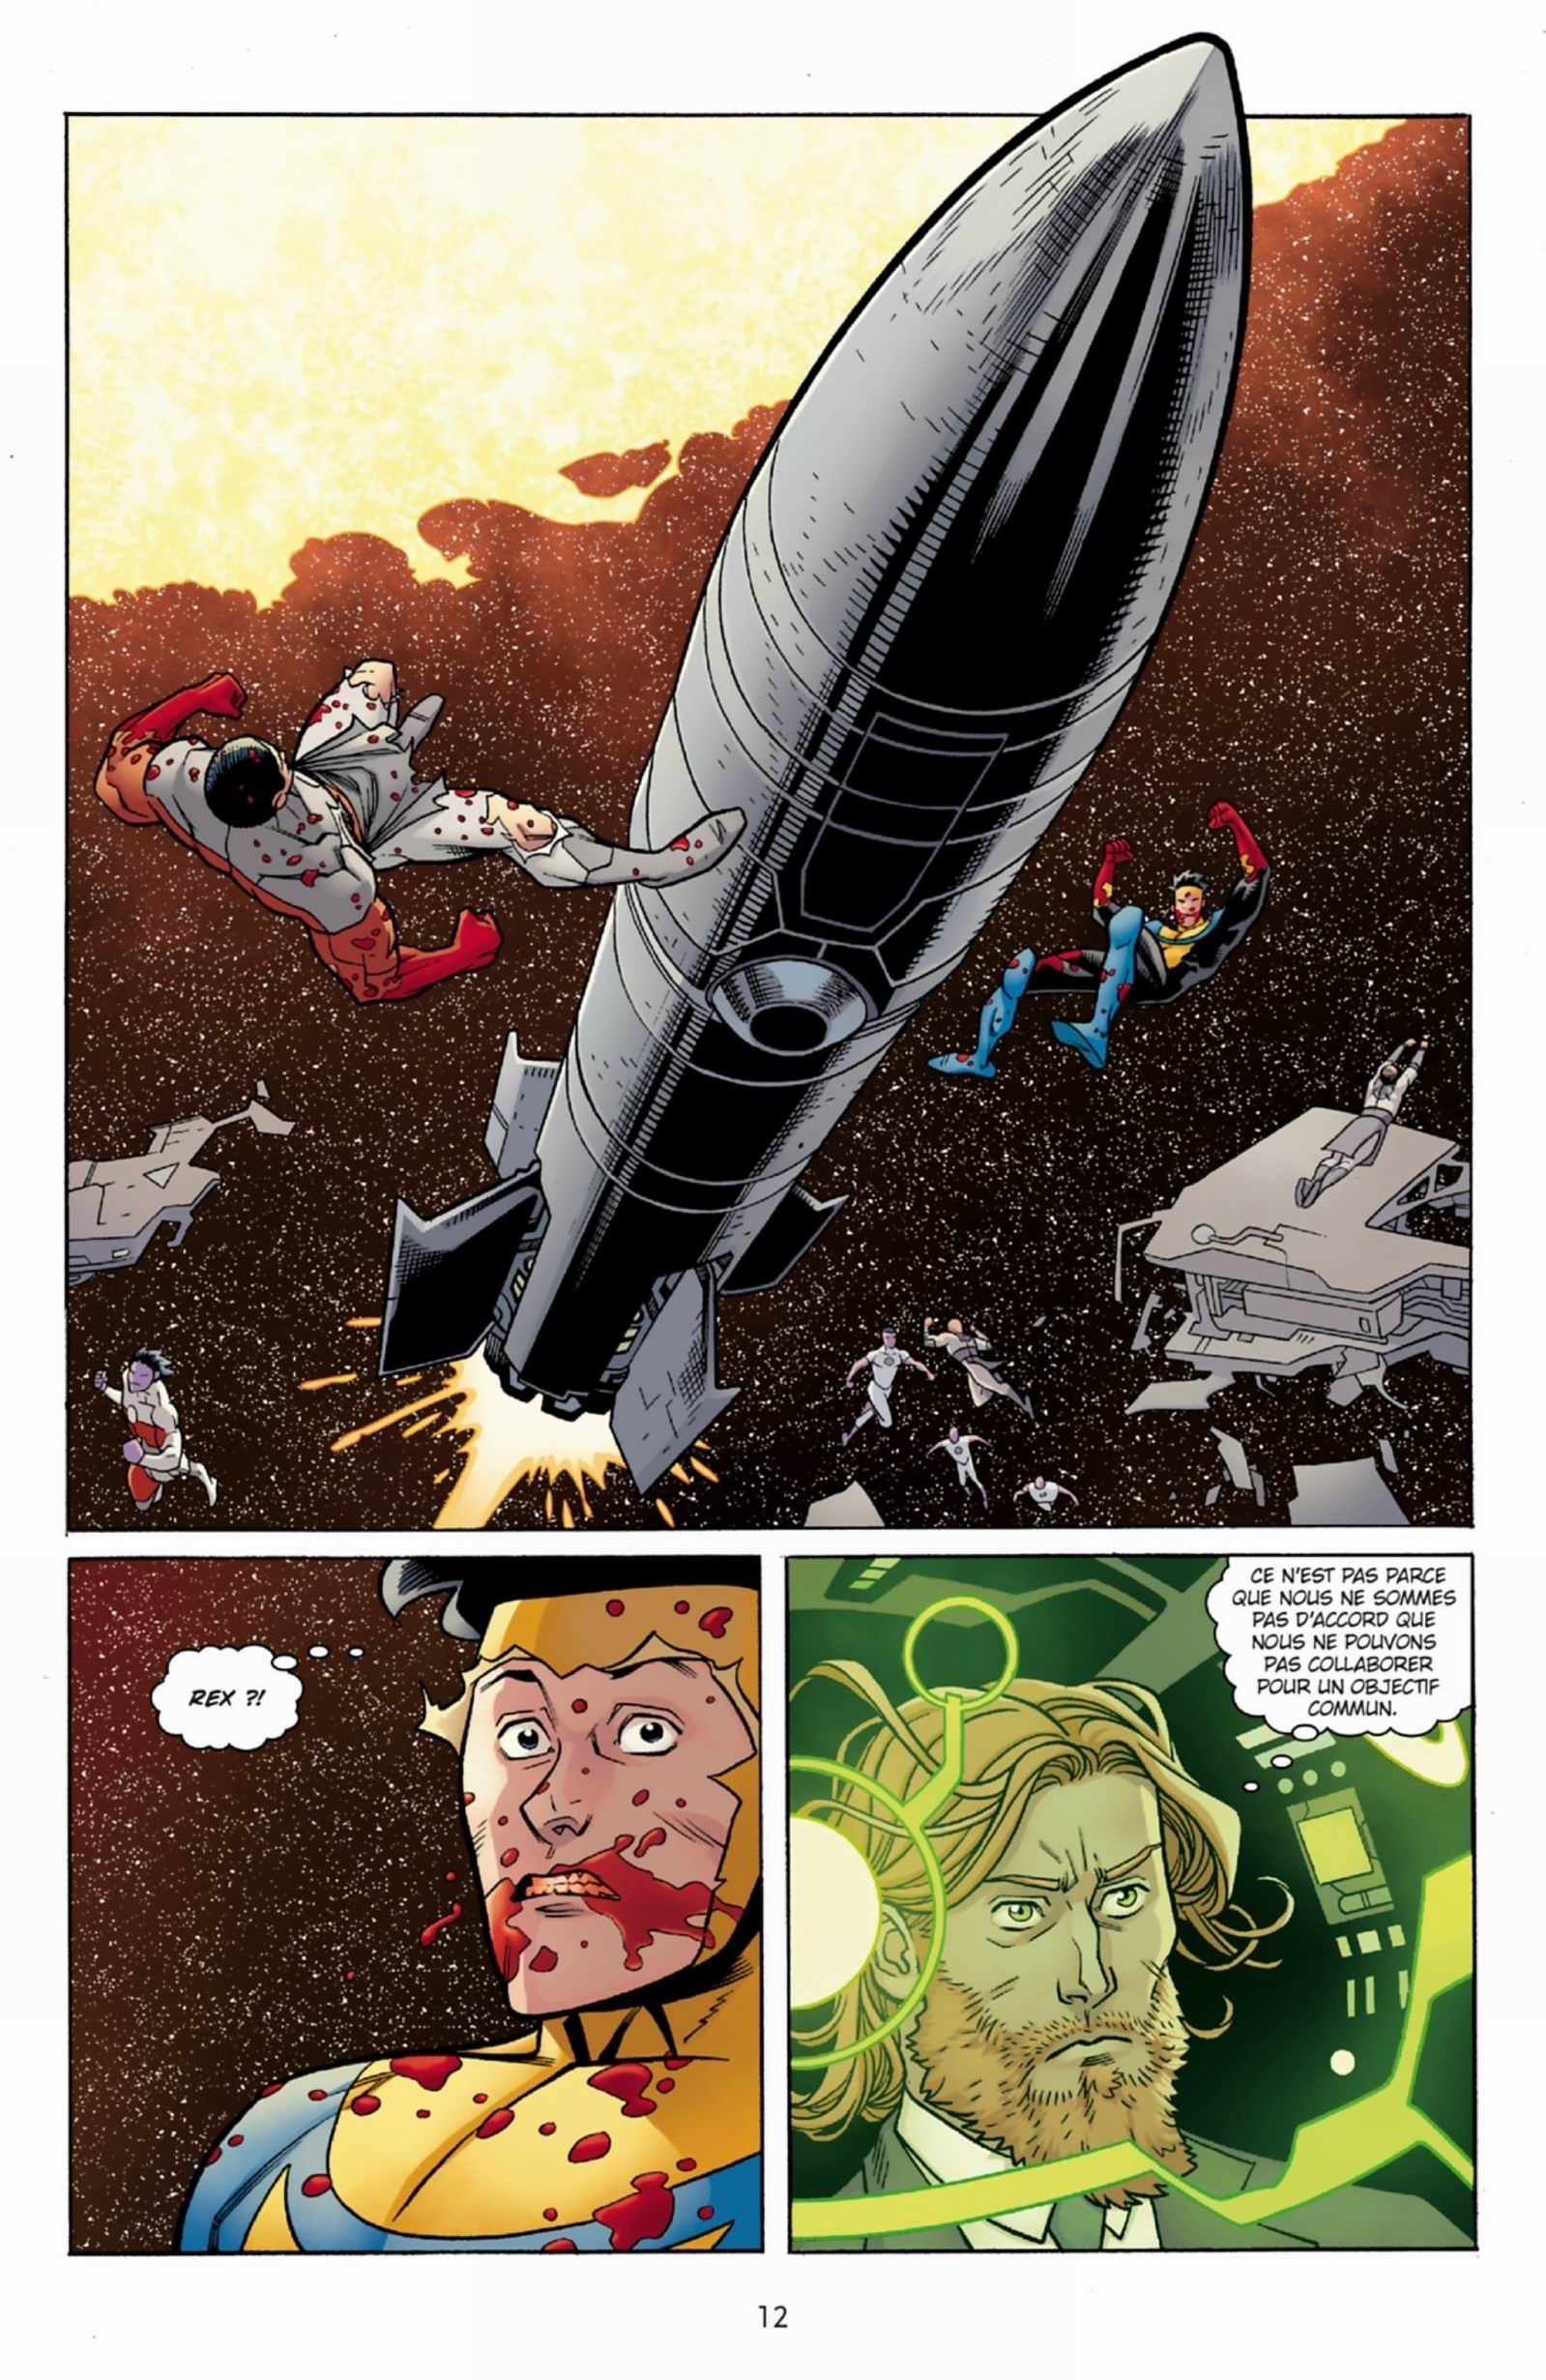 REX ?!
CE N'EST PAS PARCE
QUE NOUS NE SOMMES
PAS D'ACCORD QUE
NOUS NE POUVONS
PAS COLLABORER
POUR UN OBJECTIF
COMMUN.
12